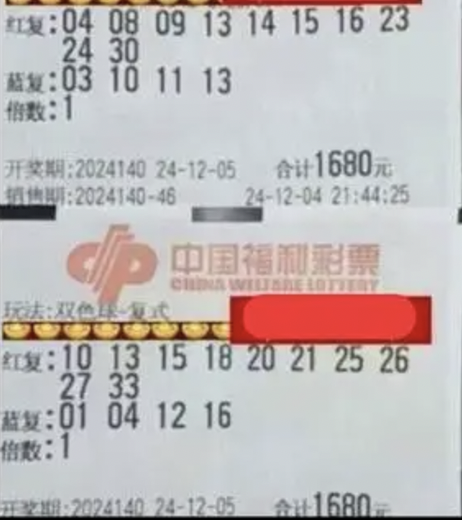 红复:04 08 09 13 14 15 16 23
24 30
蓝复:03 10 11 13
倍数:1
开奖期:2024140 24-12-05 合计1680元
销售期:2024140-46 24-12-04 21:44:25
中国福利彩票
CHINA WELFARE LOTTERY
玩法:双色球-复式
红复:10 13 15 18 20 21 25 26
27 33
蓝复:01 04 12 16
倍数:1
开奖期:2024140 24-12-05 合计1680元